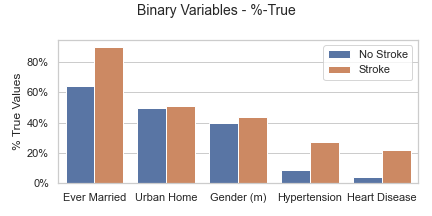 Binary Variables - %-True
No Stroke
Stroke
% True Values
80%
60%
40%
20%
0%
Ever Married Urban Home Gender (m) Hypertension Heart Disease